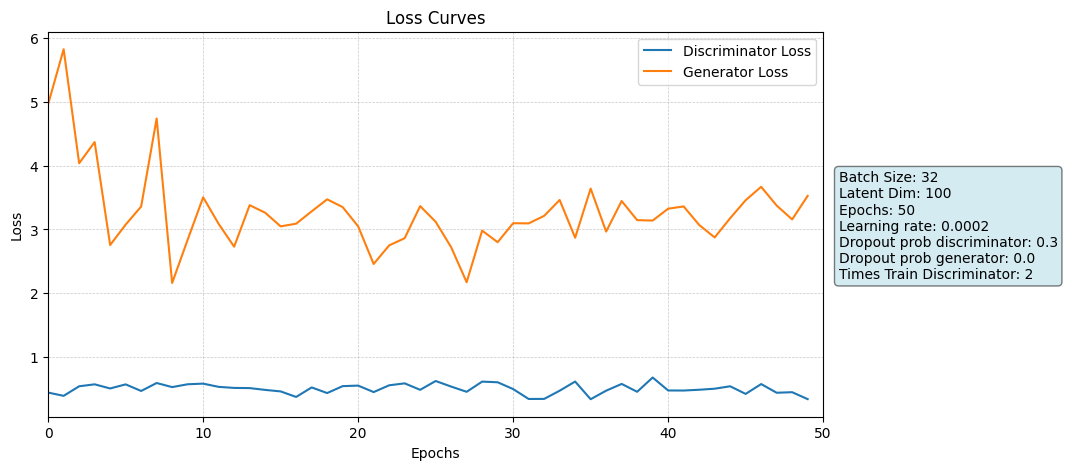 Loss Curves
Discriminator Loss
Generator Loss
6
5
4
3
2
1
Loss
0
10
20
30
40
50
Epochs
Batch Size: 32
Latent Dim: 100
Epochs: 50
Learning rate: 0.0002
Dropout prob discriminator: 0.3
Dropout prob generator: 0.0
Times Train Discriminator: 2